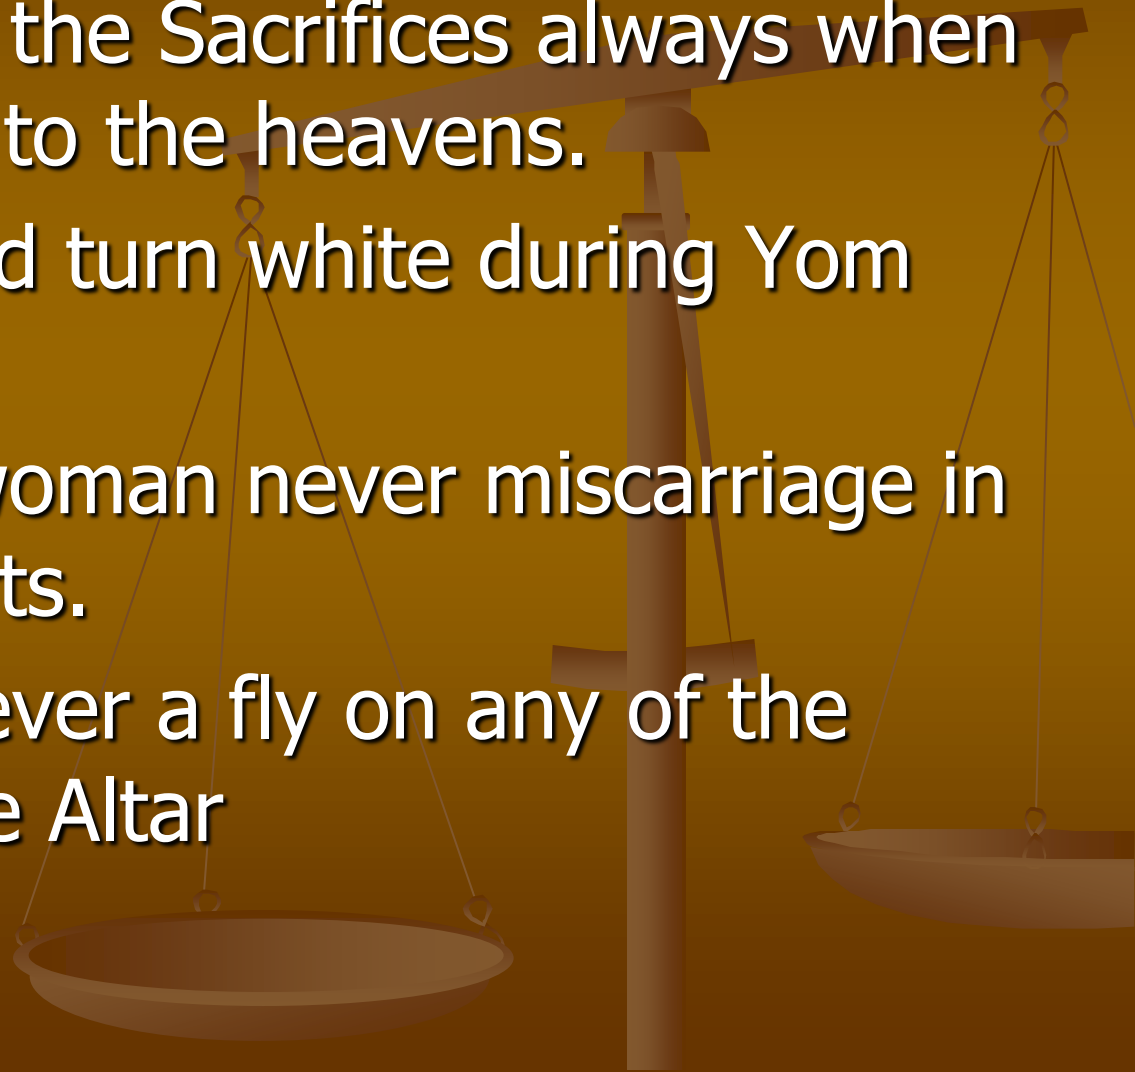 the Sacrifices always when
to the heavens.
d turn white during Yom
woman never miscarriage in
ts.
ever a fly on any of the
e Altar